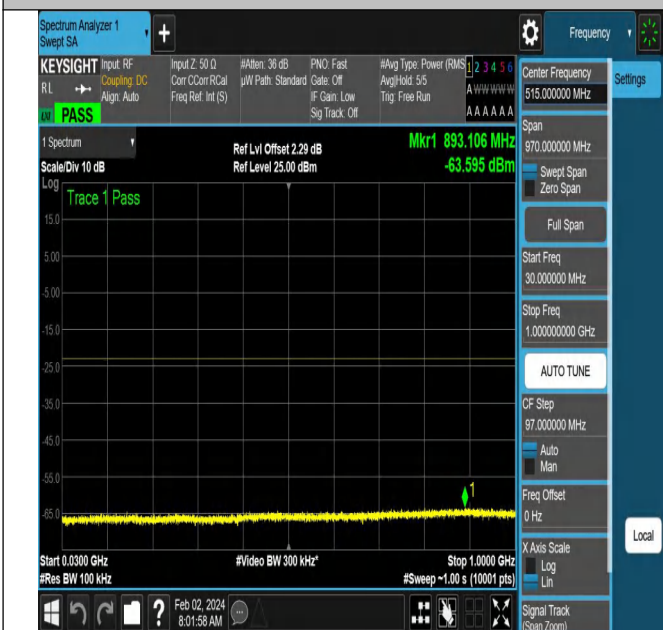 Spectrum Analyzer 1
Swept SA
Frequency
KEYSIGHT
RL
PASS
Input: RF
Coupling: DC
Align: Auto
Input Z: 50 Ω
Corr CCorr RCal
Freq Ref: Int (S)
#Atten: 36 dB
µW Path: Standard
PNO: Fast
Gate: Off
IF Gain: Low
Sig Track: Off
#Avg Type: Power (RMS
Avg|Hold: 5/5
Trig: Free Run
1 2 3 4 5 6
A W W W W W
A A A A A A
1 Spectrum
Scale/Div 10 dB
Ref Lvl Offset 2.29 dB
Ref Level 25.00 dBm
Mkr1 893.106 MHz
-63.595 dBm
Log
Trace 1 Pass
15.0
5.00
-5.00
-15.0
-25.0
-35.0
-45.0
-55.0
-65.0
1
Start 0.0300 GHz
#Res BW 100 kHz
#Video BW 300 kHz*
Stop 1.0000 GHz
#Sweep ~1.00 s (10001 pts)
Feb 02, 2024
8:01:58 AM
Center Frequency
515.000000 MHz
Settings
Span
970.000000 MHz
Swept Span
Zero Span
Full Span
Start Freq
30.000000 MHz
Stop Freq
1.000000000 GHz
AUTO TUNE
CF Step
97.000000 MHz
Auto
Man
Freq Offset
0 Hz
X Axis Scale
Log
Lin
Local
Signal Track
(Span Zoom)